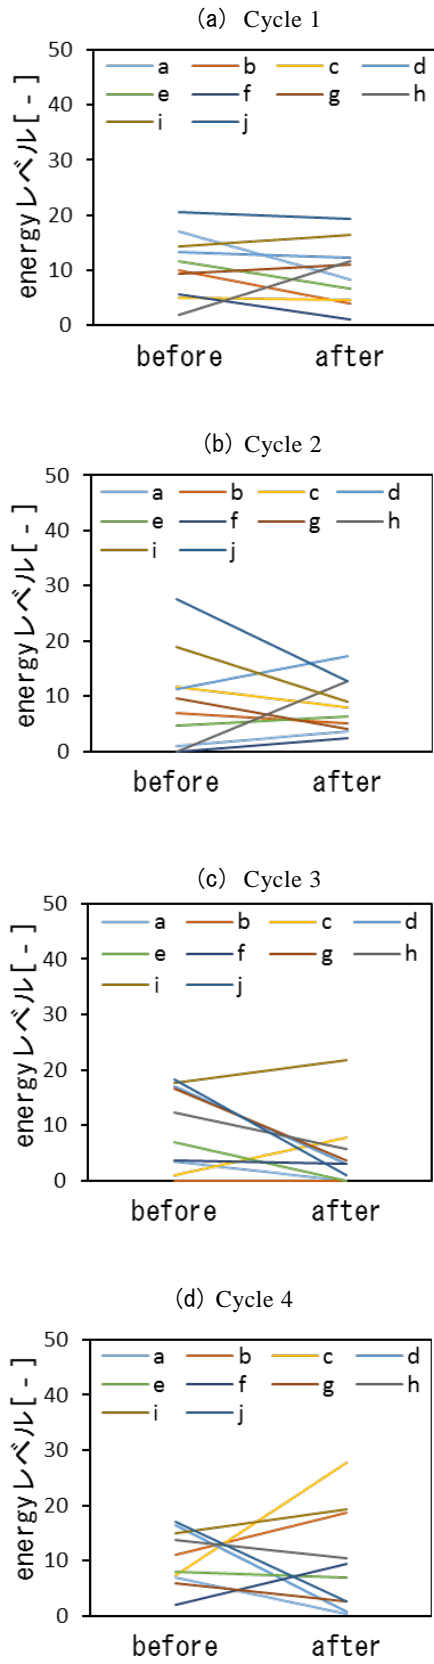 (a) Cycle 1
50
40
30
20
10
0
energyレベル[-]
a b c d
e f g h
i j
before after
(b) Cycle 2
50
40
30
20
10
0
energyレベル[-]
a b c d
e f g h
i j
before after
(c) Cycle 3
50
40
30
20
10
0
energyレベル[-]
a b c d
e f g h
i j
before after
(d) Cycle 4
50
40
30
20
10
0
energyレベル[-]
a b c d
e f g h
i j
before after